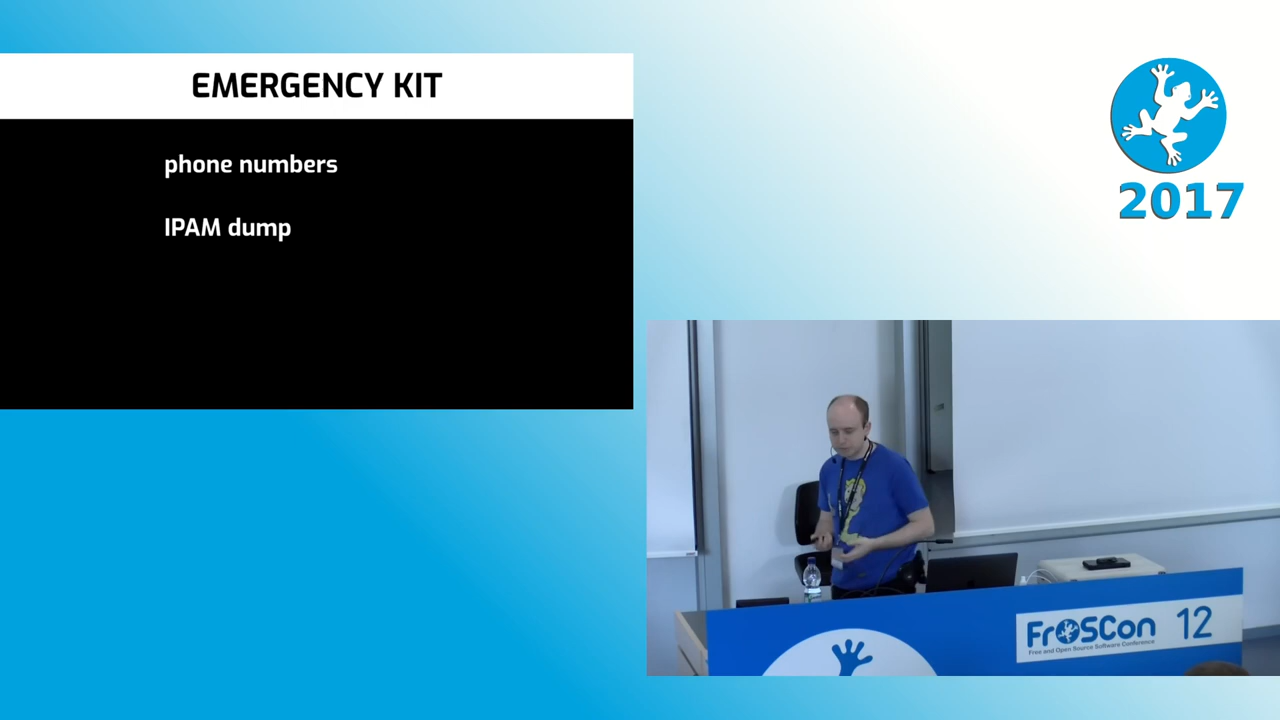 EMERGENCY KIT
phone numbers
IPAM dump
2017
FrOSCon 12
Free and Open Source Software Conference